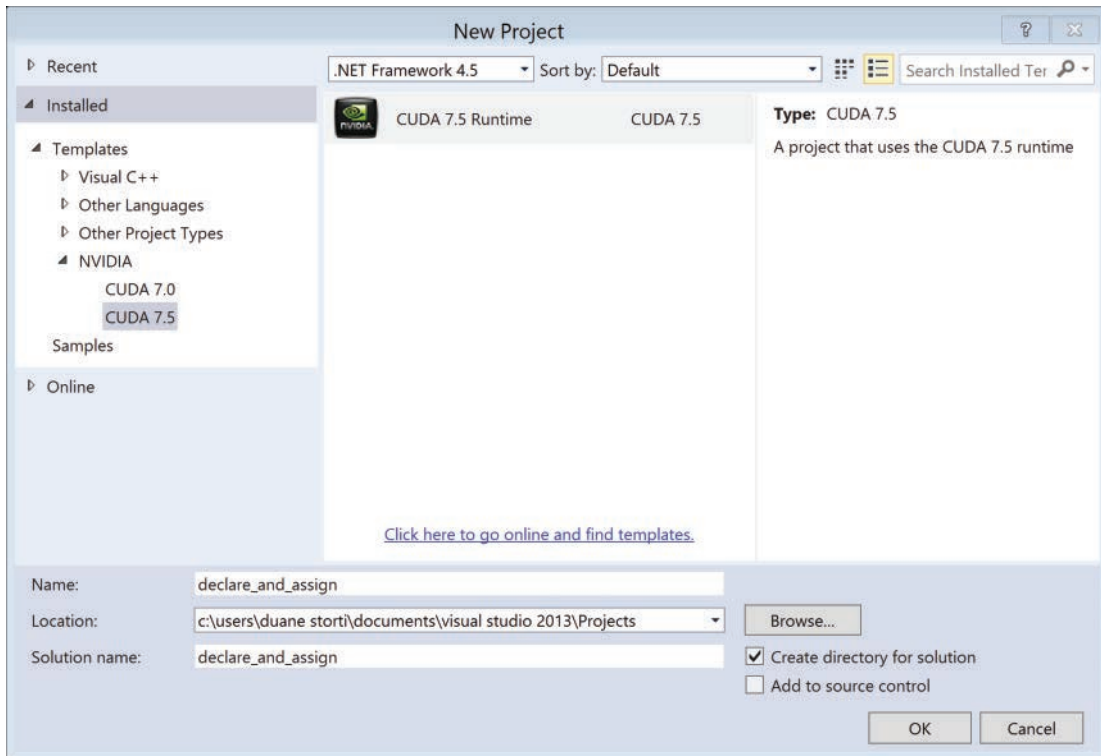 New Project
?
Recent
.NET Framework 4.5 Sort by: Default
Search Installed Ter
Installed
Templates
Visual C++
Other Languages
Other Project Types
NVIDIA
CUDA 7.0
CUDA 7.5
Samples
Online
NVIDIA.
CUDA 7.5 Runtime CUDA 7.5
Click here to go online and find templates.
Type: CUDA 7.5
A project that uses the CUDA 7.5 runtime
Name: declare_and_assign
Location: c:\users\duane storti\documents\visual studio 2013\Projects Browse...
Solution name: declare_and_assign
Create directory for solution
Add to source control
OK Cancel